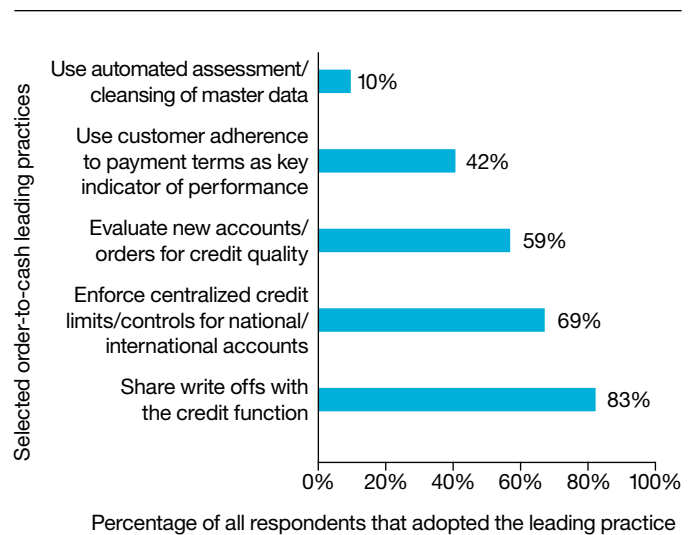 Selected order-to-cash leading practices
Use automated assessment/
cleansing of master data
10%
Use customer adherence
to payment terms as key
indicator of performance
42%
Evaluate new accounts/
orders for credit quality
59%
Enforce centralized credit
limits/controls for national/
international accounts
69%
Share write offs with
the credit function
83%
0% 20% 40% 60% 80% 100%
Percentage of all respondents that adopted the leading practice